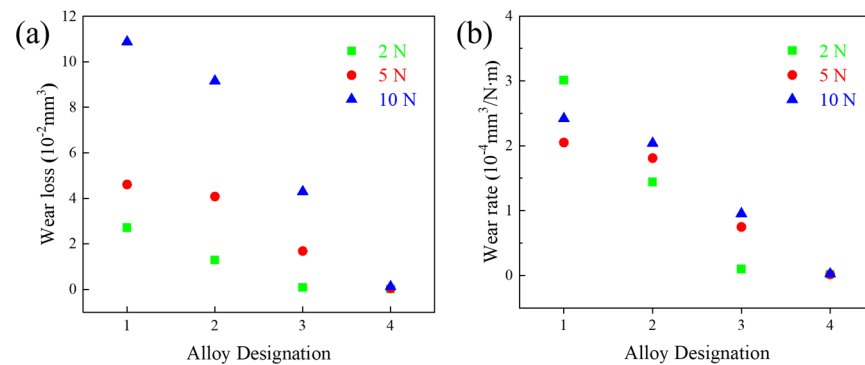 (a)
12
10
8
6
4
2
0
Wear loss (10⁻²mm³)
2 N
5 N
10 N
1 2 3 4
Alloy Designation
(b)
4
3
2
1
0
Wear rate (10⁻⁴mm³/N·m)
2 N
5 N
10 N
1 2 3 4
Alloy Designation